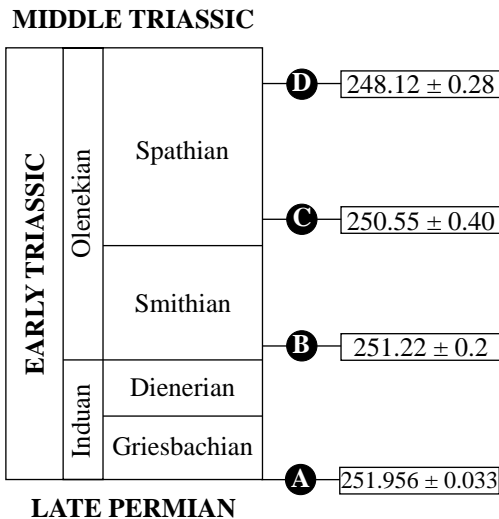 MIDDLE TRIASSIC
EARLY TRIASSIC
Olenekian
Induan
Spathian
Smithian
Dienerian
Griesbachian
D 248.12 ± 0.28
C 250.55 ± 0.40
B 251.22 ± 0.2
A 251.956 ± 0.033
LATE PERMIAN